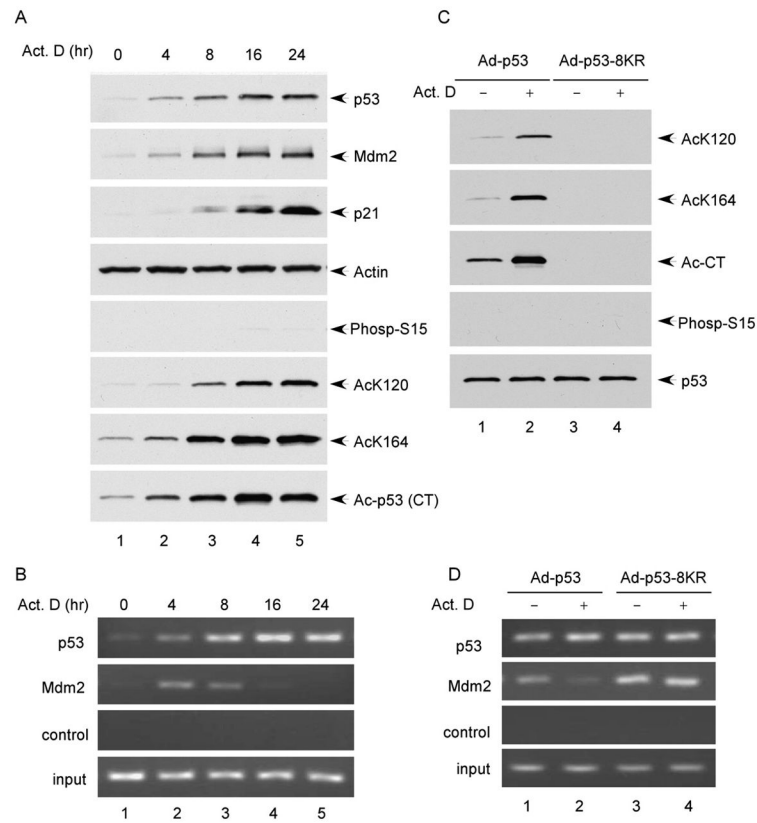 A
Act. D (hr) 0 4 8 16 24
p53
Mdm2
p21
Actin
Phosp-S15
AcK120
AcK164
Ac-p53 (CT)
1 2 3 4 5
B
Act. D (hr) 0 4 8 16 24
p53
Mdm2
control
input
1 2 3 4 5
C
Ad-p53 Ad-p53-8KR
Act. D − + − +
AcK120
AcK164
Ac-CT
Phosp-S15
p53
1 2 3 4
D
Ad-p53 Ad-p53-8KR
Act. D − + − +
p53
Mdm2
control
input
1 2 3 4